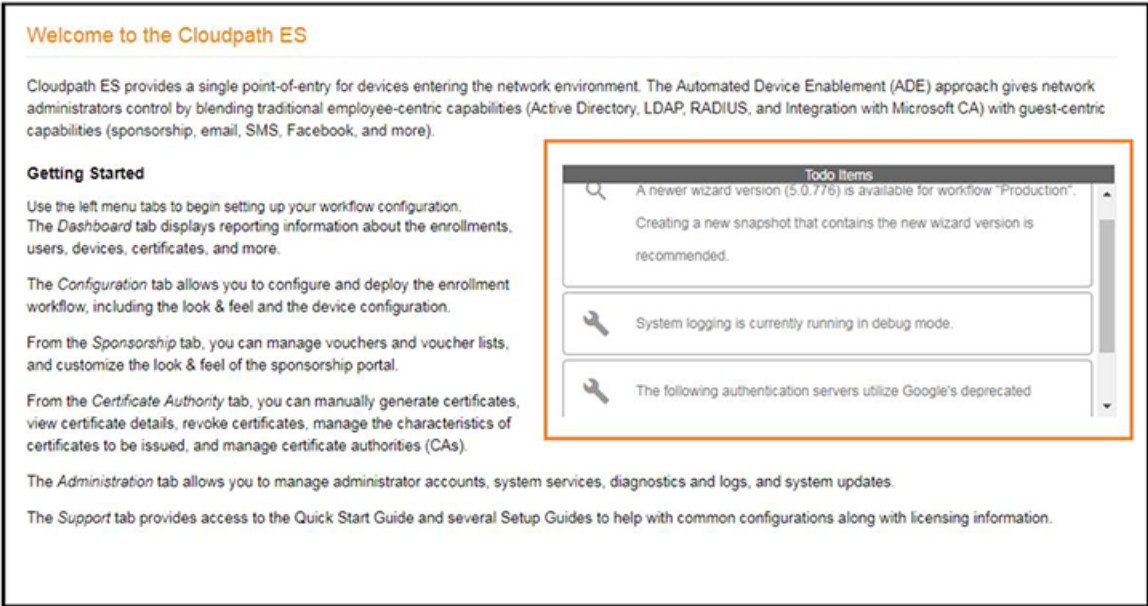 Welcome to the Cloudpath ES
Cloudpath ES provides a single point-of-entry for devices entering the network environment. The Automated Device Enablement (ADE) approach gives network
administrators control by blending traditional employee-centric capabilities (Active Directory, LDAP, RADIUS, and Integration with Microsoft CA) with guest-centric
capabilities (sponsorship, email, SMS, Facebook, and more).
Getting Started
Use the left menu tabs to begin setting up your workflow configuration.
The Dashboard tab displays reporting information about the enrollments,
users, devices, certificates, and more.
The Configuration tab allows you to configure and deploy the enrollment
workflow, including the look & feel and the device configuration.
From the Sponsorship tab, you can manage vouchers and voucher lists,
and customize the look & feel of the sponsorship portal.
From the Certificate Authority tab, you can manually generate certificates,
view certificate details, revoke certificates, manage the characteristics of
certificates to be issued, and manage certificate authorities (CAs).
Todo Items
A newer wizard version (5.0.776) is available for workflow "Production".
Creating a new snapshot that contains the new wizard version is
recommended.
System logging is currently running in debug mode.
The following authentication servers utilize Google's deprecated
The Administration tab allows you to manage administrator accounts, system services, diagnostics and logs, and system updates.
The Support tab provides access to the Quick Start Guide and several Setup Guides to help with common configurations along with licensing information.